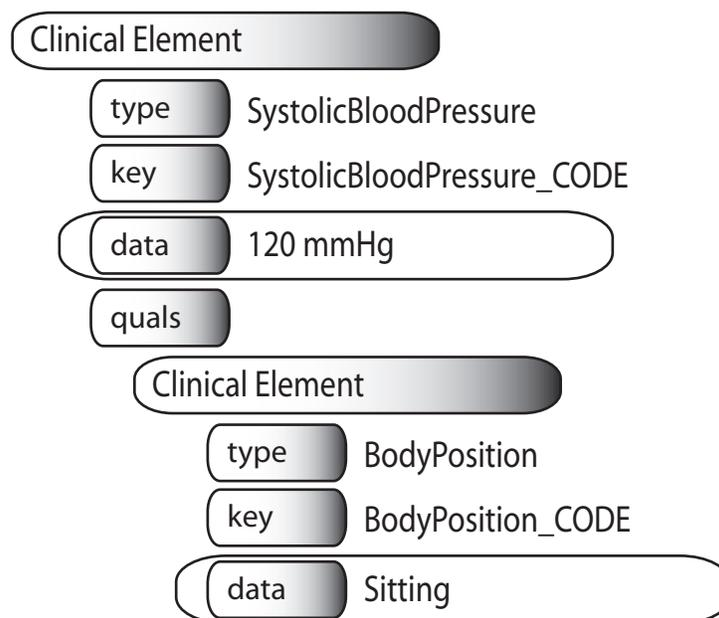 Clinical Element
type SystolicBloodPressure
key SystolicBloodPressure_CODE
data 120 mmHg
quals
Clinical Element
type BodyPosition
key BodyPosition_CODE
data Sitting